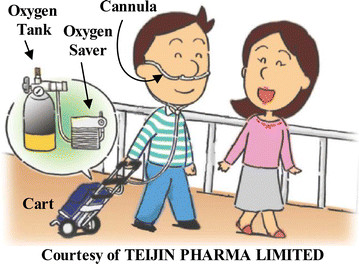 Oxygen
Tank
Oxygen
Saver
Cannula
Cart
Courtesy of TEIJIN PHARMA LIMITED